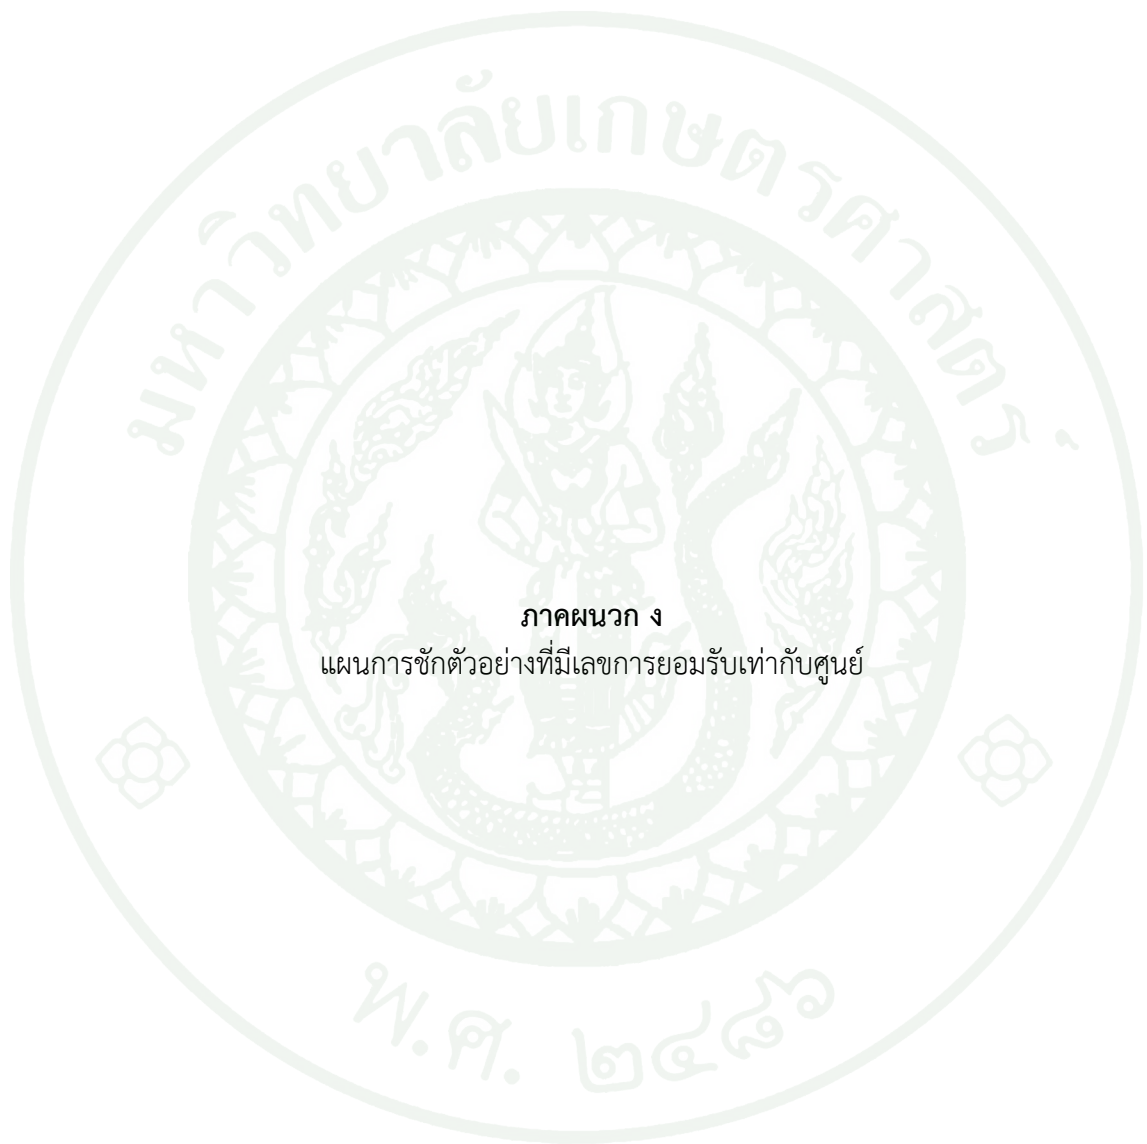 มหาวิทยาลัยเกษตรศาสตร์
ภาคผนวก ง
แผนการชักตัวอย่างที่มีเลขการยอมรับเท่ากับศูนย์
พ.ศ. ๒๔๘๖